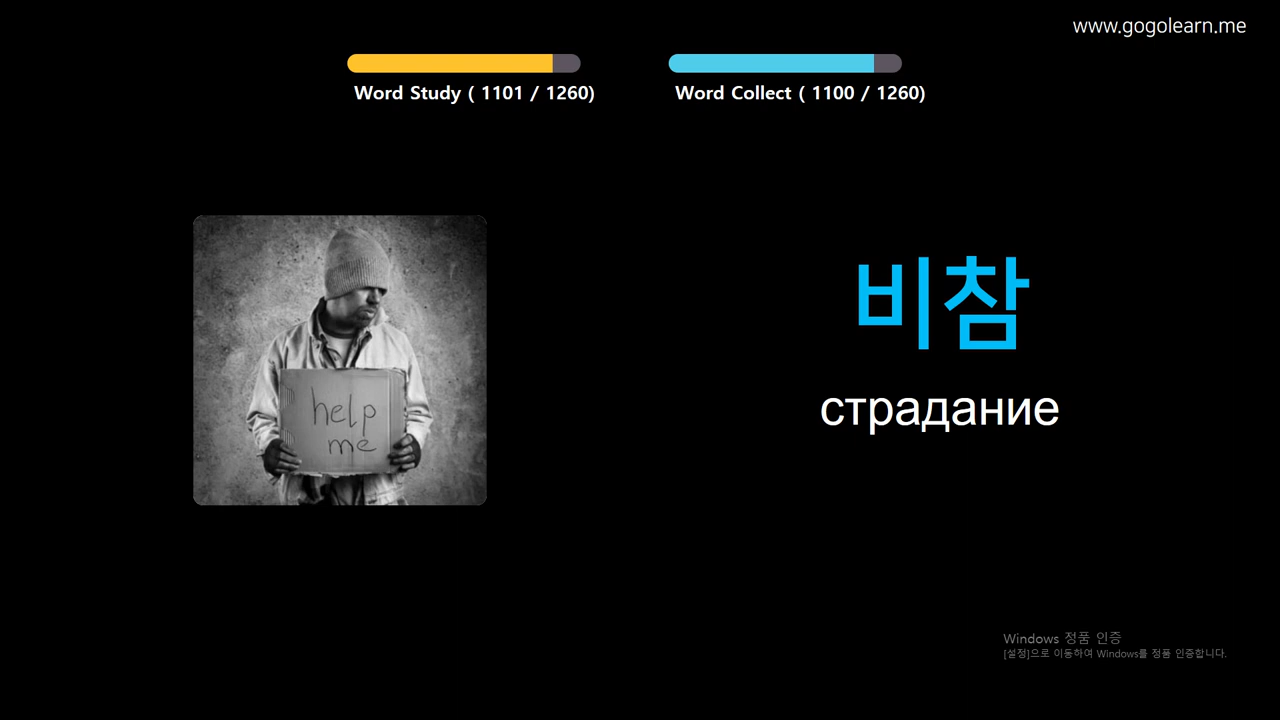 www.gogolearn.me
Word Study ( 1101 / 1260)
Word Collect ( 1100 / 1260)
help
me
비참
страдание
Windows 정품 인증
[설정]으로 이동하여 Windows를 정품 인증합니다.